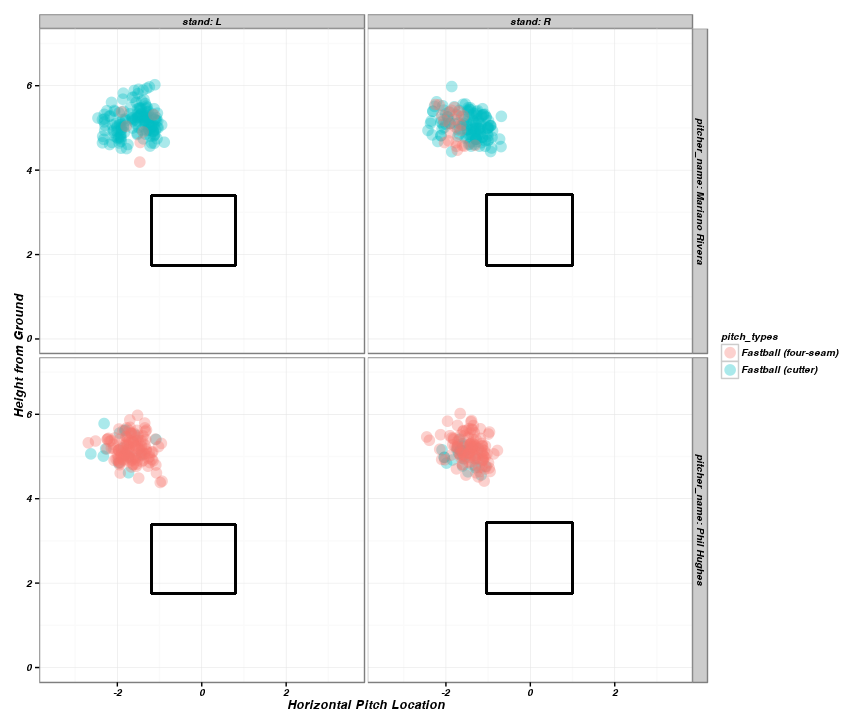 stand: L
stand: R
6
4
2
0
pitcher_name: Mariano Rivera
Height from Ground
6
4
2
0
pitcher_name: Phil Hughes
-2
0
2
-2
0
2
Horizontal Pitch Location
pitch_types
Fastball (four-seam)
Fastball (cutter)